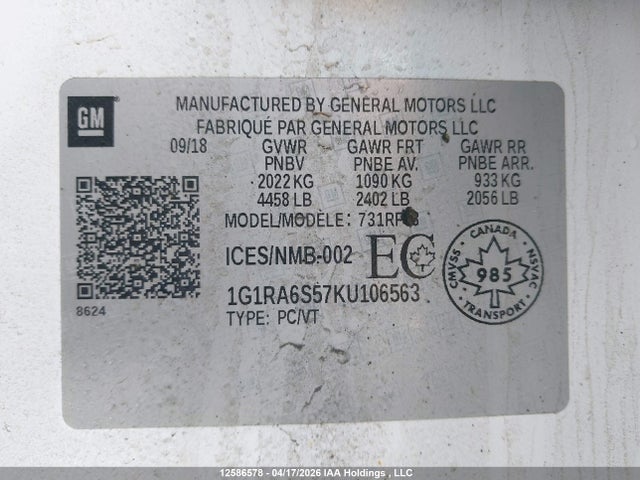 GM
MANUFACTURED BY GENERAL MOTORS LLC
FABRIQUÉ PAR GENERAL MOTORS LLC
09/18 GVWR GAWR FRT GAWR RR
PNBV PNBE AV. PNBE ARR.
2022 KG 1090 KG 933 KG
4458 LB 2402 LB 2056 LB
MODEL/MODÈLE:
ICES/NMB-002 EC
1G1RA6S57KU106563
TYPE: PC/VT
8624
CANADA
CMVSS 985 NSVAC
TRANSPORT
12586578 - 04/17/2026 IAA Holdings , LLC